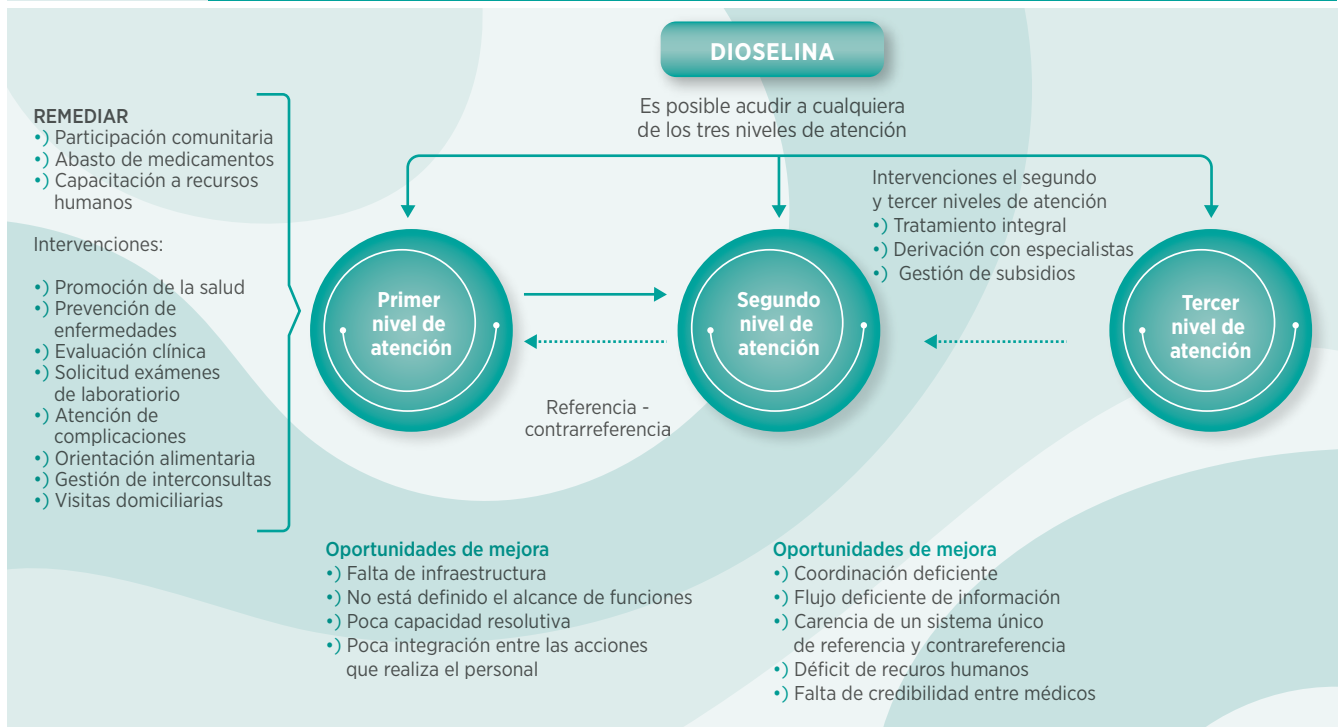 DIOSELINA
Es posible acudir a cualquiera
de los tres niveles de atención
REMEDIAR
•) Participación comunitaria
•) Abasto de medicamentos
•) Capacitación a recursos
humanos
Intervenciones:
•) Promoción de la salud
•) Prevención de
enfermedades
•) Evaluación clínica
•) Solicitud exámenes
de laboratiorio
•) Atención de
complicaciones
•) Orientación alimentaria
•) Gestión de interconsultas
•) Visitas domiciliarias
Primer
nivel de
atención
Referencia -
contrarreferencia
Segundo
nivel de
atención
Intervenciones el segundo
y tercer niveles de atención
•) Tratamiento integral
•) Derivación con especialistas
•) Gestión de subsidios
Tercer
nivel de
atención
Oportunidades de mejora
•) Falta de infraestructura
•) No está definido el alcance de funciones
•) Poca capacidad resolutiva
•) Poca integración entre las acciones
que realiza el personal
Oportunidades de mejora
•) Coordinación deficiente
•) Flujo deficiente de información
•) Carencia de un sistema único
de referencia y contrareferencia
•) Déficit de recuros humanos
•) Falta de credibilidad entre médicos